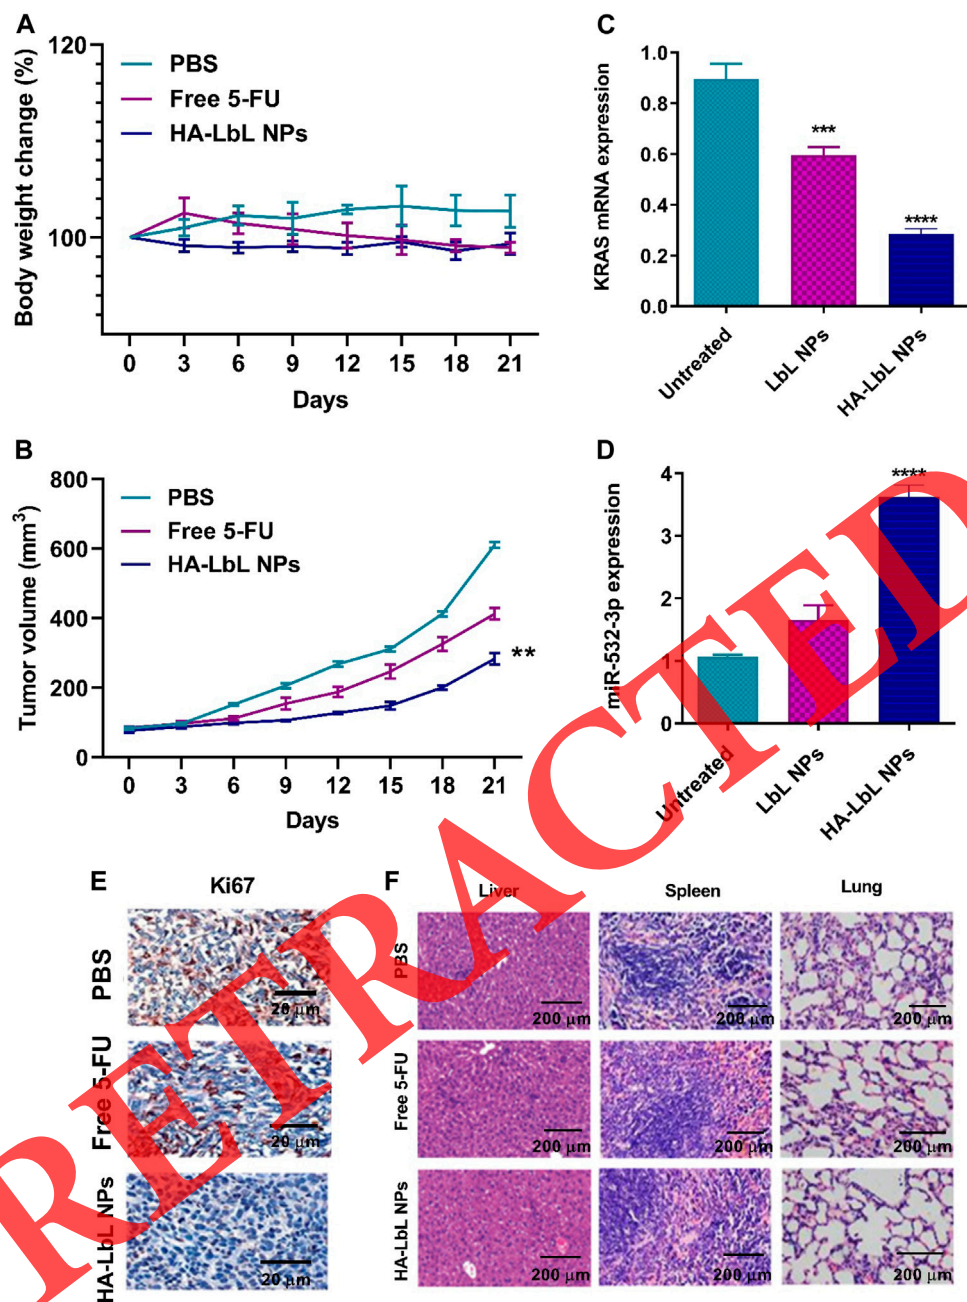 A
Body weight change (%)
120
100
PBS
Free 5-FU
HA-LbL NPs
0 3 6 9 12 15 18 21
Days
C
KRAS mRNA expression
1.0
0.8
0.6
0.4
0.2
0.0
***
****
Untreated
LbL NPs
HA-LbL NPs
B
Tumor volume (mm³)
800
600
400
200
0
PBS
Free 5-FU
HA-LbL NPs
**
0 3 6 9 12 15 18 21
Days
D
miR-532-3p expression
4
3
2
1
0
****
Untreated
LbL NPs
HA-LbL NPs
E
Ki67
PBS
20 μm
Free 5-FU
20 μm
HA-LbL NPs
20 μm
F
Liver Spleen Lung
PBS
200 μm 200 μm 200 μm
Free 5-FU
200 μm 200 μm 200 μm
HA-LbL NPs
200 μm 200 μm 200 μm
RETRACTED